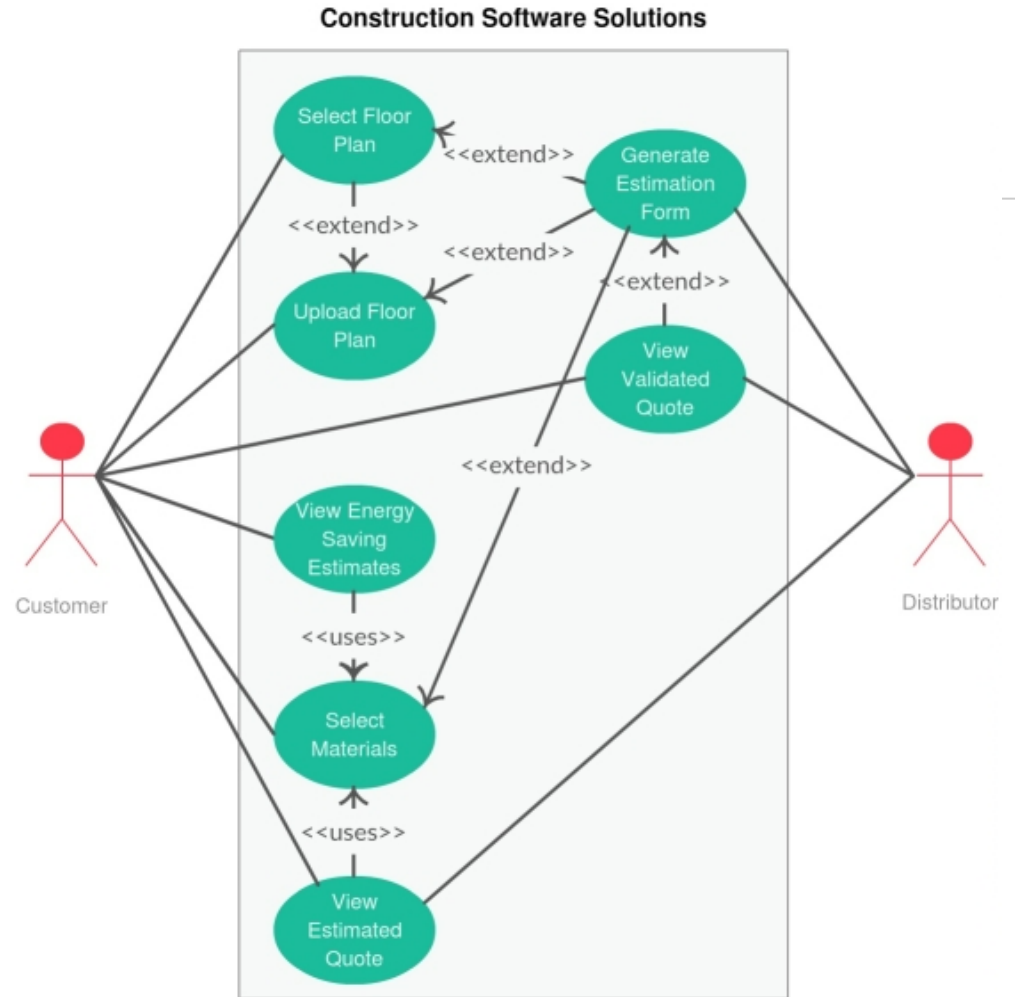 Construction Software Solutions
Select Floor
Plan
<<extend>>
Generate
Estimation
Form
<<extend>>
<<extend>>
<<extend>>
Upload Floor
Plan
View
Validated
Quote
<<extend>>
View Energy
Saving
Estimates
Customer
Distributor
<<uses>>
Select
Materials
<<uses>>
View
Estimated
Quote